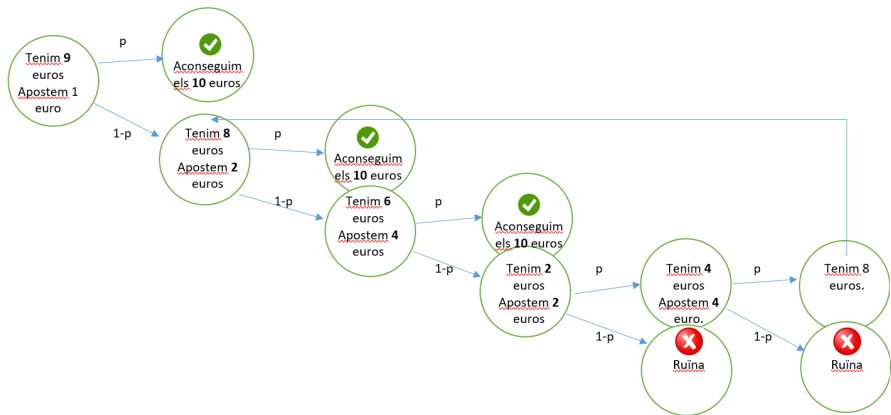 Tenim 9
euros
Apostem 1
euro
p
Aconseguim
els 10 euros
1-p
Tenim 8
euros
Apostem 2
euros
p
Aconseguim
els 10 euros
1-p
Tenim 6
euros
Apostem 4
euros
p
Aconseguim
els 10 euros
1-p
Tenim 2
euros
Apostem 2
euros
p
Tenim 4
euros
Apostem 4
euro.
p
Tenim 8
euros.
1-p
Ruïna
1-p
Ruïna